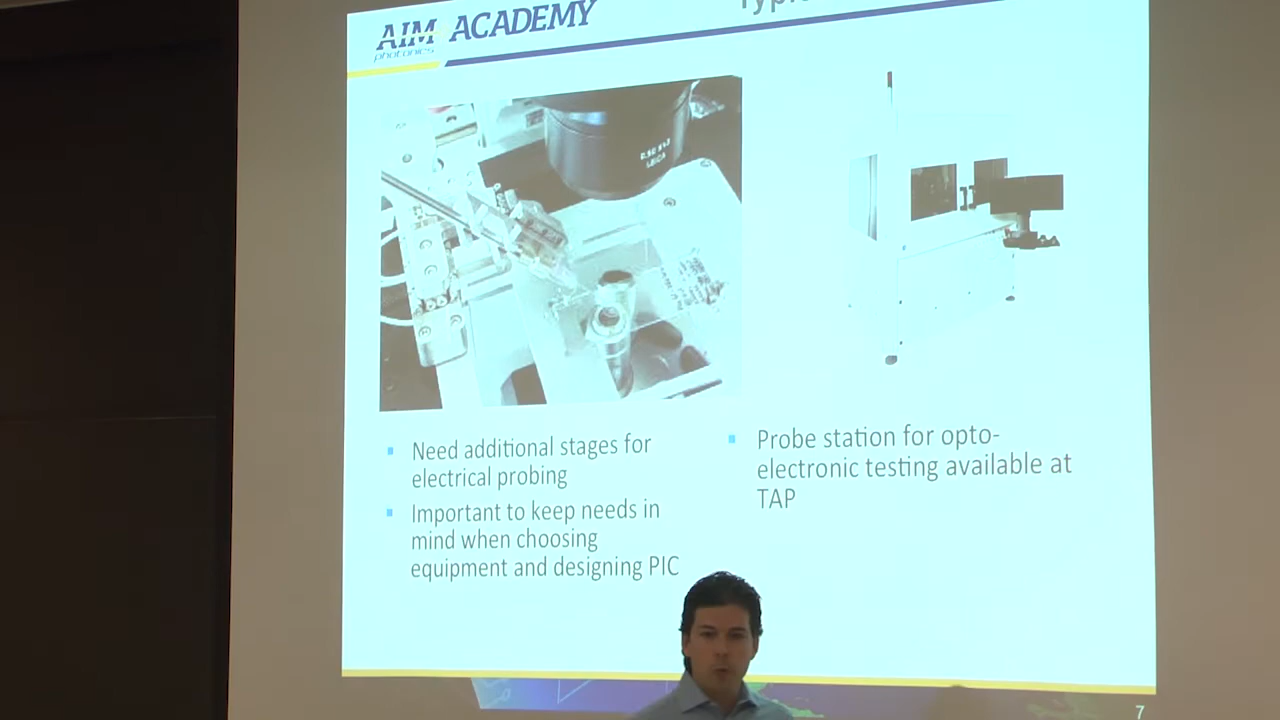 AIM ACADEMY
photonics
Need additional stages for
electrical probing
Important to keep needs in
mind when choosing
equipment and designing PIC
Probe station for opto-
electronic testing available at
TAP
7